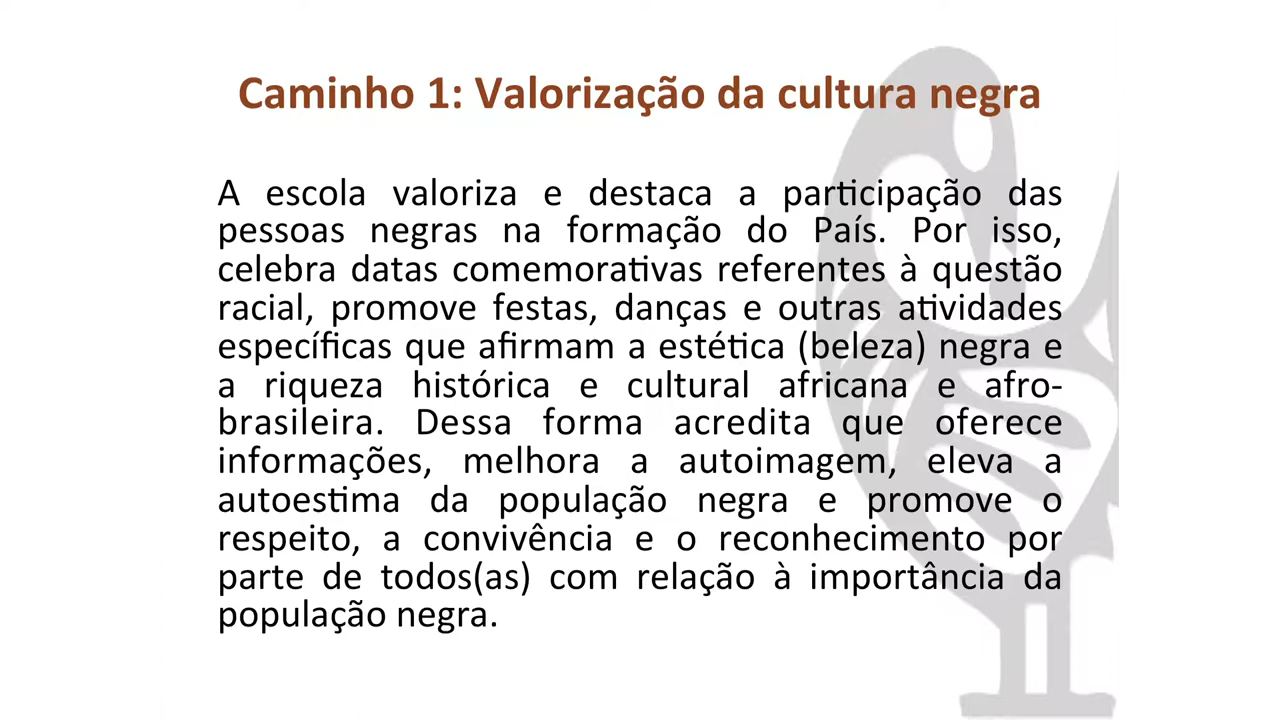 Caminho 1: Valorização da cultura negra
A escola valoriza e destaca a participação das
pessoas negras na formação do País. Por isso,
celebra datas comemorativas referentes à questão
racial, promove festas, danças e outras atividades
específicas que afirmam a estética (beleza) negra e
a riqueza histórica e cultural africana e afro-
brasileira. Dessa forma acredita que oferece
informações, melhora a autoimagem, eleva a
autoestima da população negra e promove o
respeito, a convivência e o reconhecimento por
parte de todos(as) com relação à importância da
população negra.